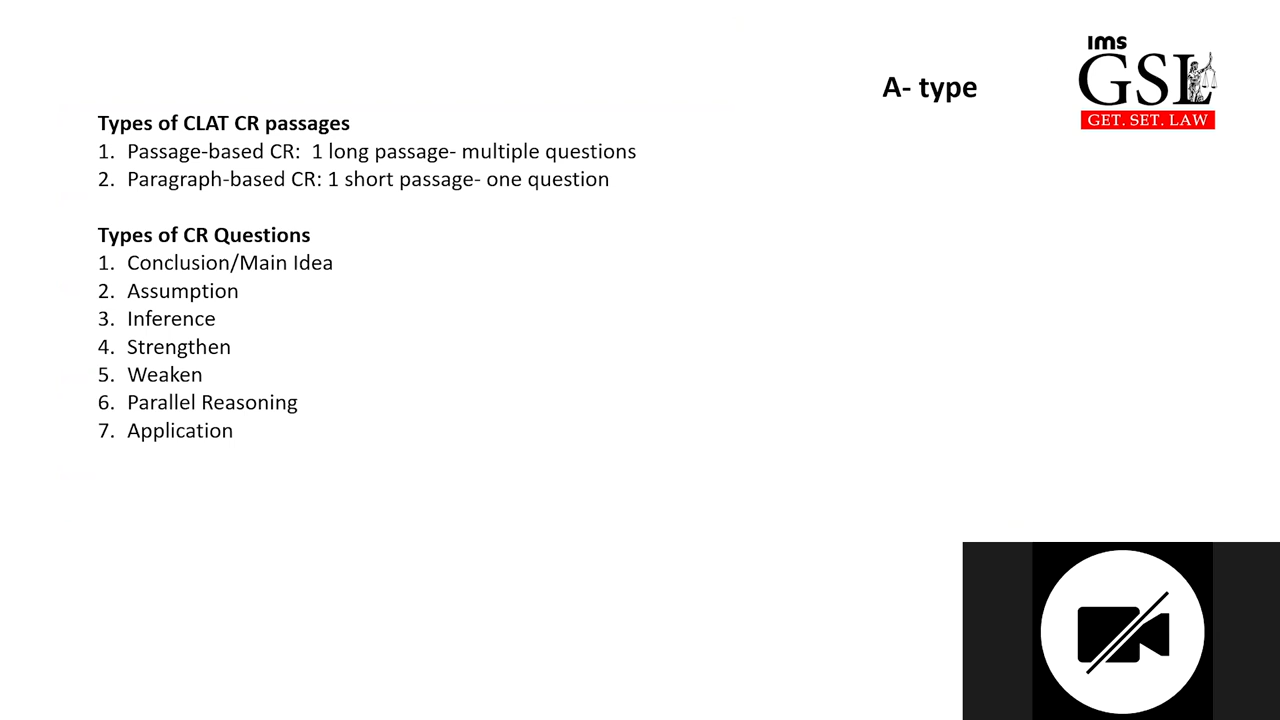 ims
GSL
GET. SET. LAW
A- type
Types of CLAT CR passages
1. Passage-based CR: 1 long passage- multiple questions
2. Paragraph-based CR: 1 short passage- one question
Types of CR Questions
1. Conclusion/Main Idea
2. Assumption
3. Inference
4. Strengthen
5. Weaken
6. Parallel Reasoning
7. Application